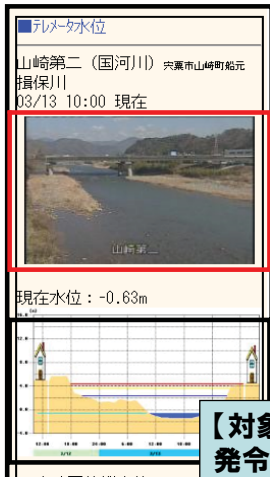 ■テレメータ水位
山崎第二（国河川）宍粟市山崎町船元
揖保川
03/13 10:00 現在
山崎第二
現在水位：-0.63m
【対象
発令